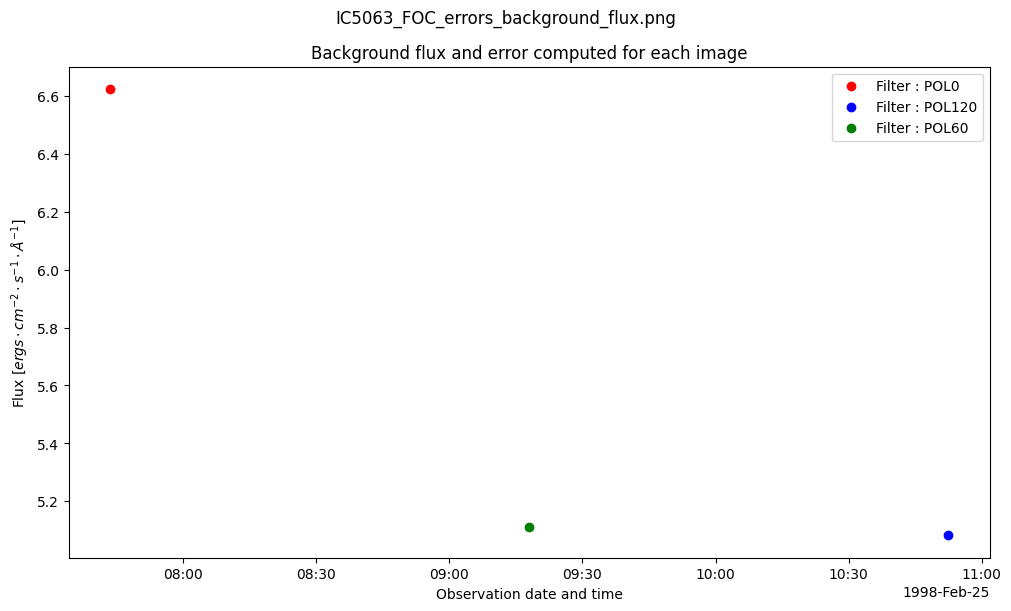 IC5063_FOC_errors_background_flux.png
Background flux and error computed for each image
Filter : POL0
Filter : POL120
Filter : POL60
Flux [ergs · cm⁻² · s⁻¹ · Å⁻¹]
6.6
6.4
6.2
6.0
5.8
5.6
5.4
5.2
08:00 08:30 09:00 09:30 10:00 10:30 11:00
1998-Feb-25
Observation date and time